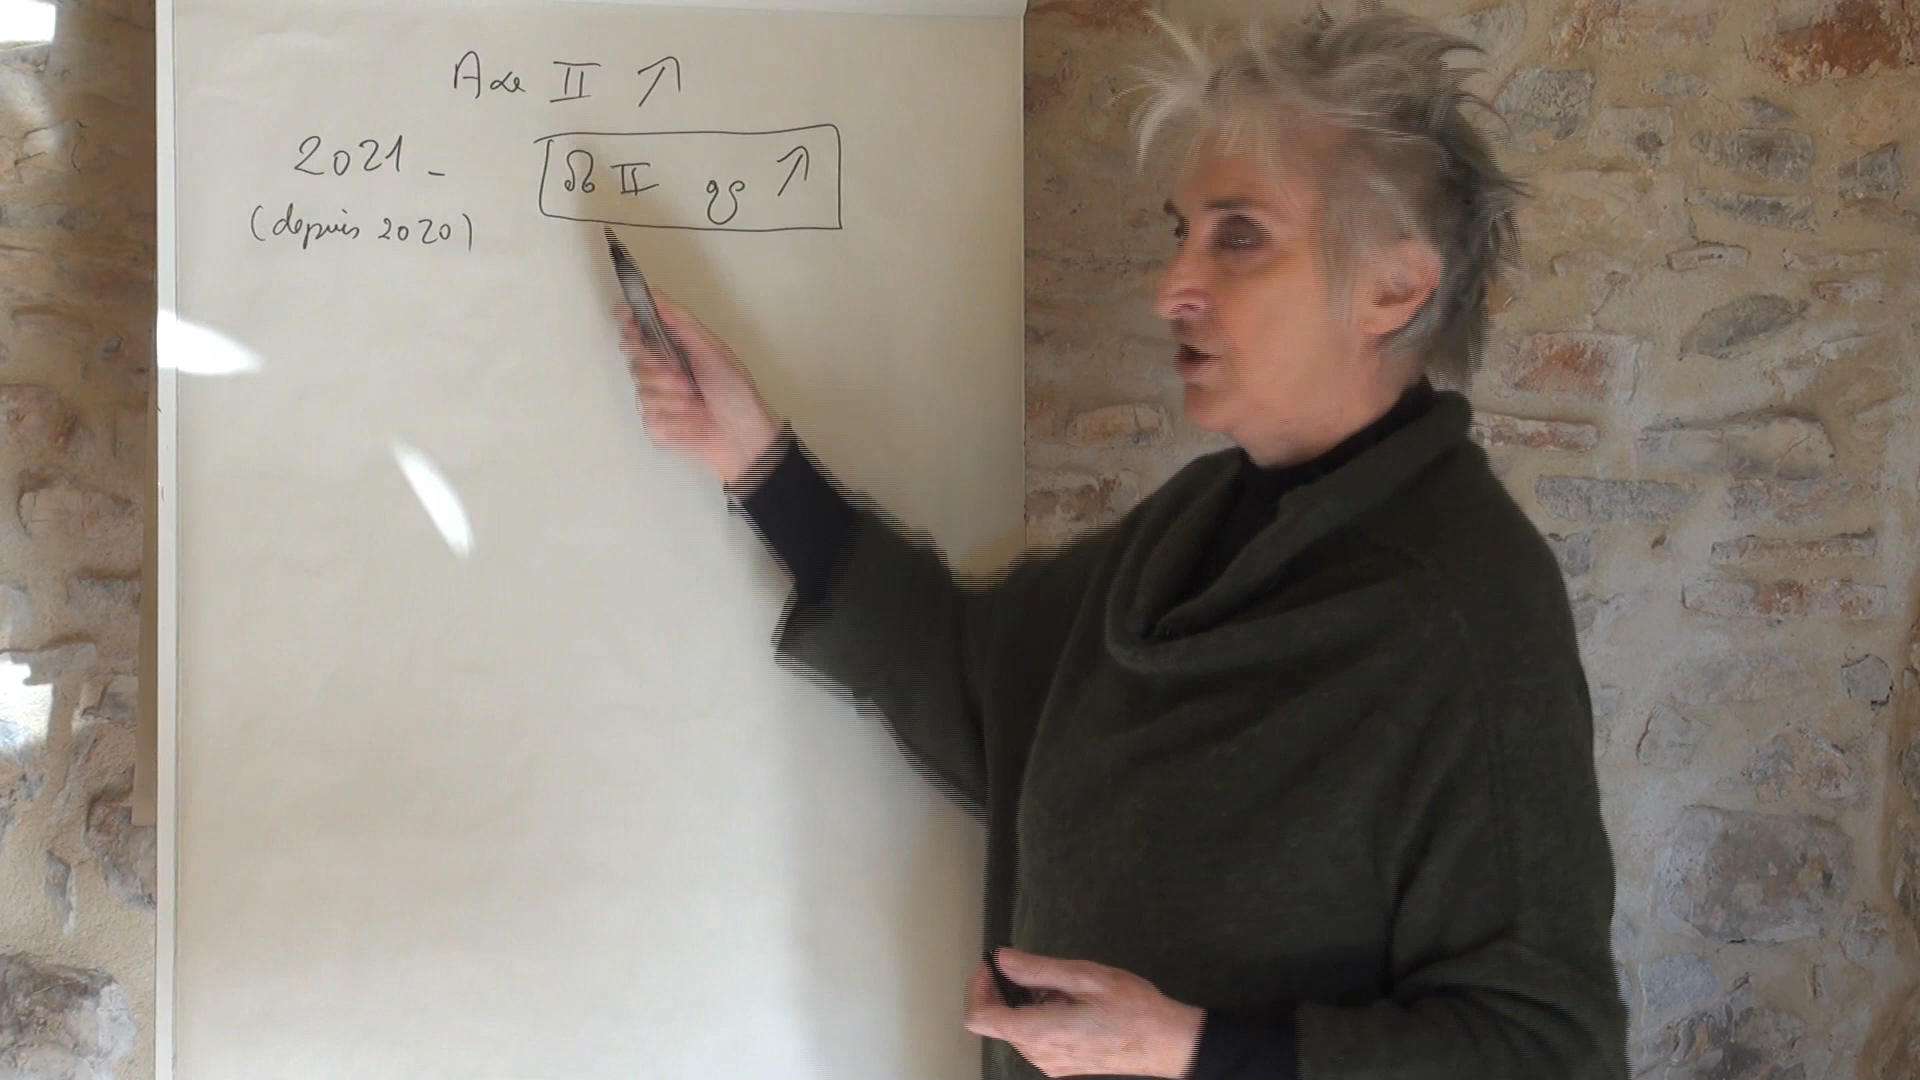 Axe ♊ ♐
2021 - ☊ ♊ ☋ ♐
(depuis 2020)